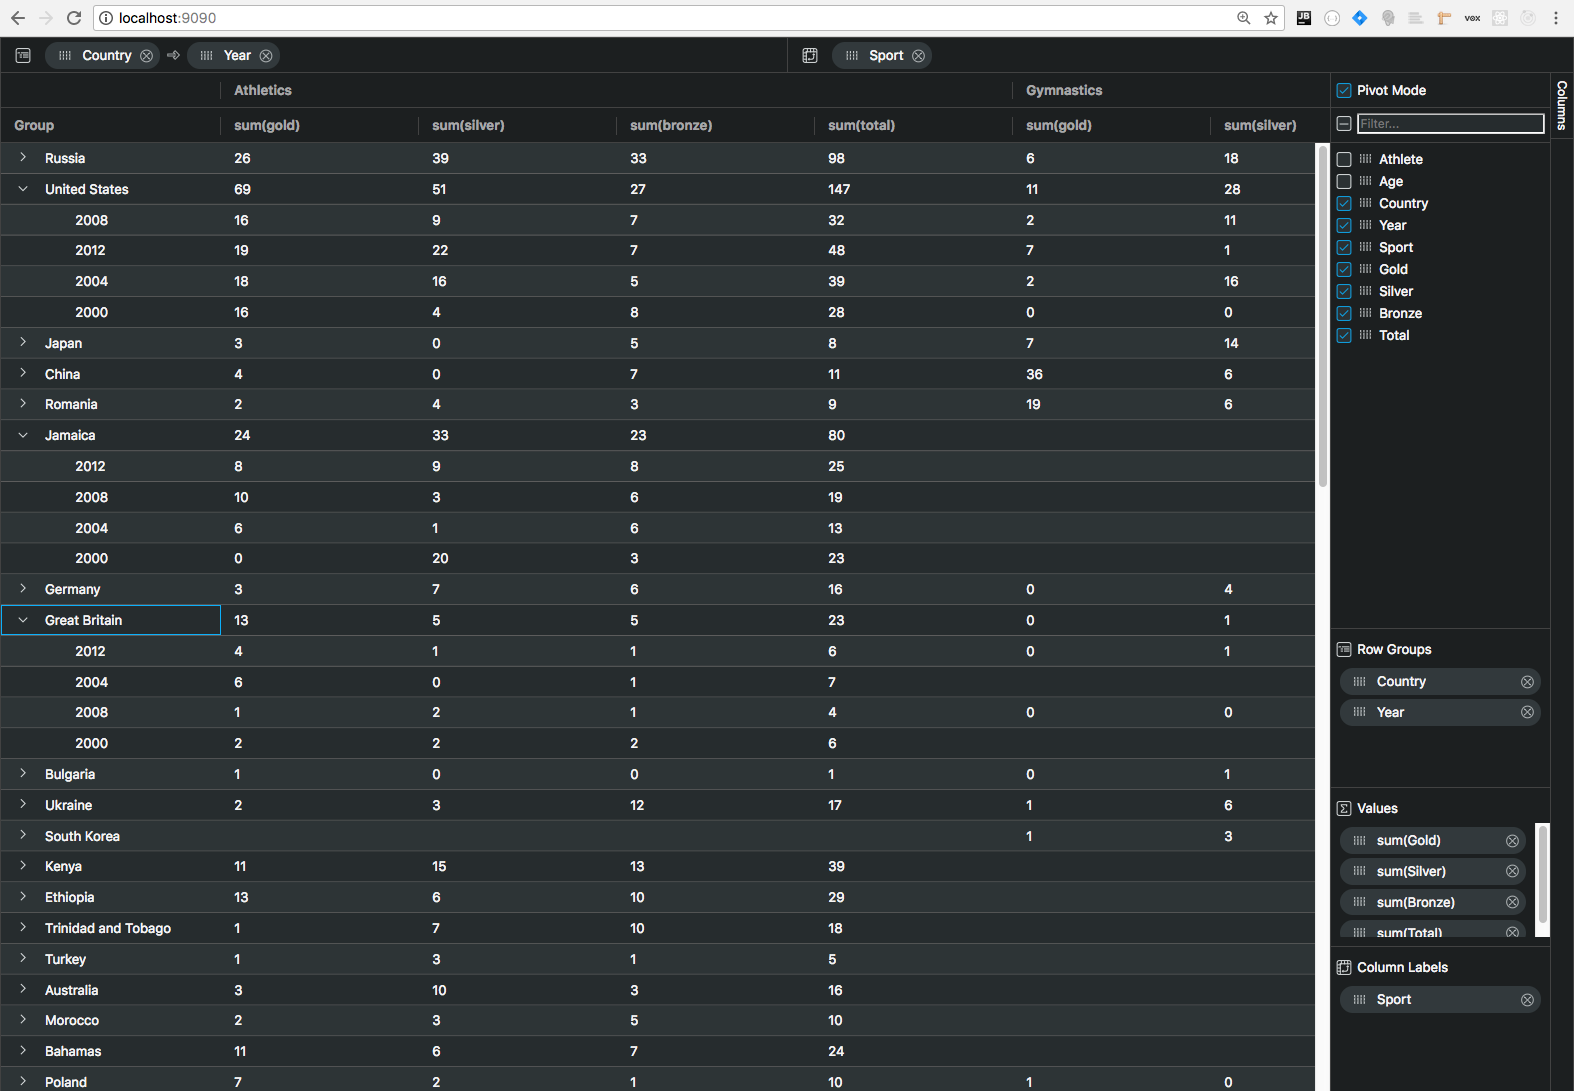 localhost:9090
JB vox
Country Year Sport
Athletics Gymnastics Pivot Mode Columns
Group sum(gold) sum(silver) sum(bronze) sum(total) sum(gold) sum(silver) Filter...
Russia 26 39 33 98 6 18 Athlete
United States 69 51 27 147 11 28 Age
Country
2008 16 9 7 32 2 11 Year
2012 19 22 7 48 7 1 Sport
Gold
2004 18 16 5 39 2 16 Silver
2000 16 4 8 28 0 0 Bronze
Japan 3 0 5 8 7 14 Total
China 4 0 7 11 36 6
Romania 2 4 3 9 19 6
Jamaica 24 33 23 80
2012 8 9 8 25
2008 10 3 6 19
2004 6 1 6 13
2000 0 20 3 23
Germany 3 7 6 16 0 4
Great Britain 13 5 5 23 0 1
2012 4 1 1 6 0 1 Row Groups
2004 6 0 1 7 Country
2008 1 2 1 4 0 0 Year
2000 2 2 2 6
Bulgaria 1 0 0 1 0 1
Ukraine 2 3 12 17 1 6 Values
South Korea 1 3 sum(Gold)
Kenya 11 15 13 39 sum(Silver)
Ethiopia 13 6 10 29 sum(Bronze)
Trinidad and Tobago 1 7 10 18 sum(Total)
Turkey 1 3 1 5 Column Labels
Australia 3 10 3 16 Sport
Morocco 2 3 5 10
Bahamas 11 6 7 24
Poland 7 2 1 10 1 0